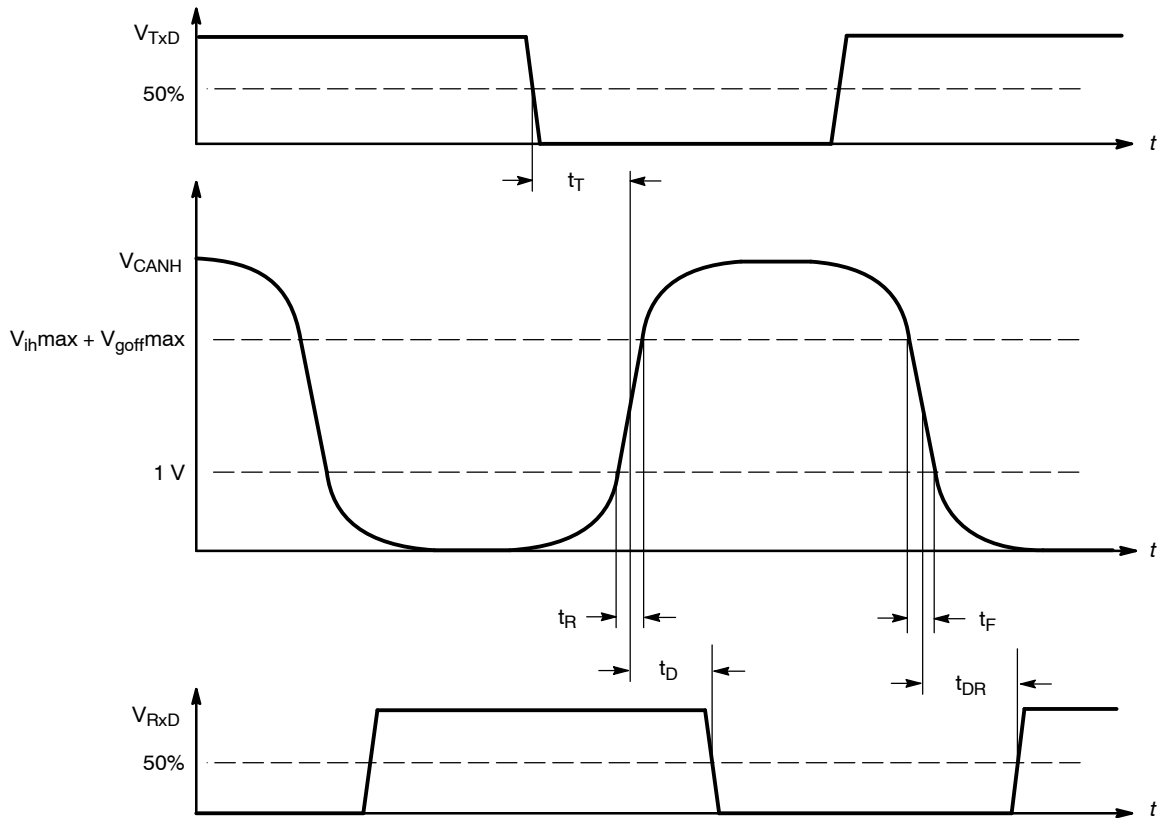 VTxD
50%
t
tT
VCANH
Vihmax + Vgoffmax
1 V
t
tR
tF
tD
tDR
VRxD
50%
t